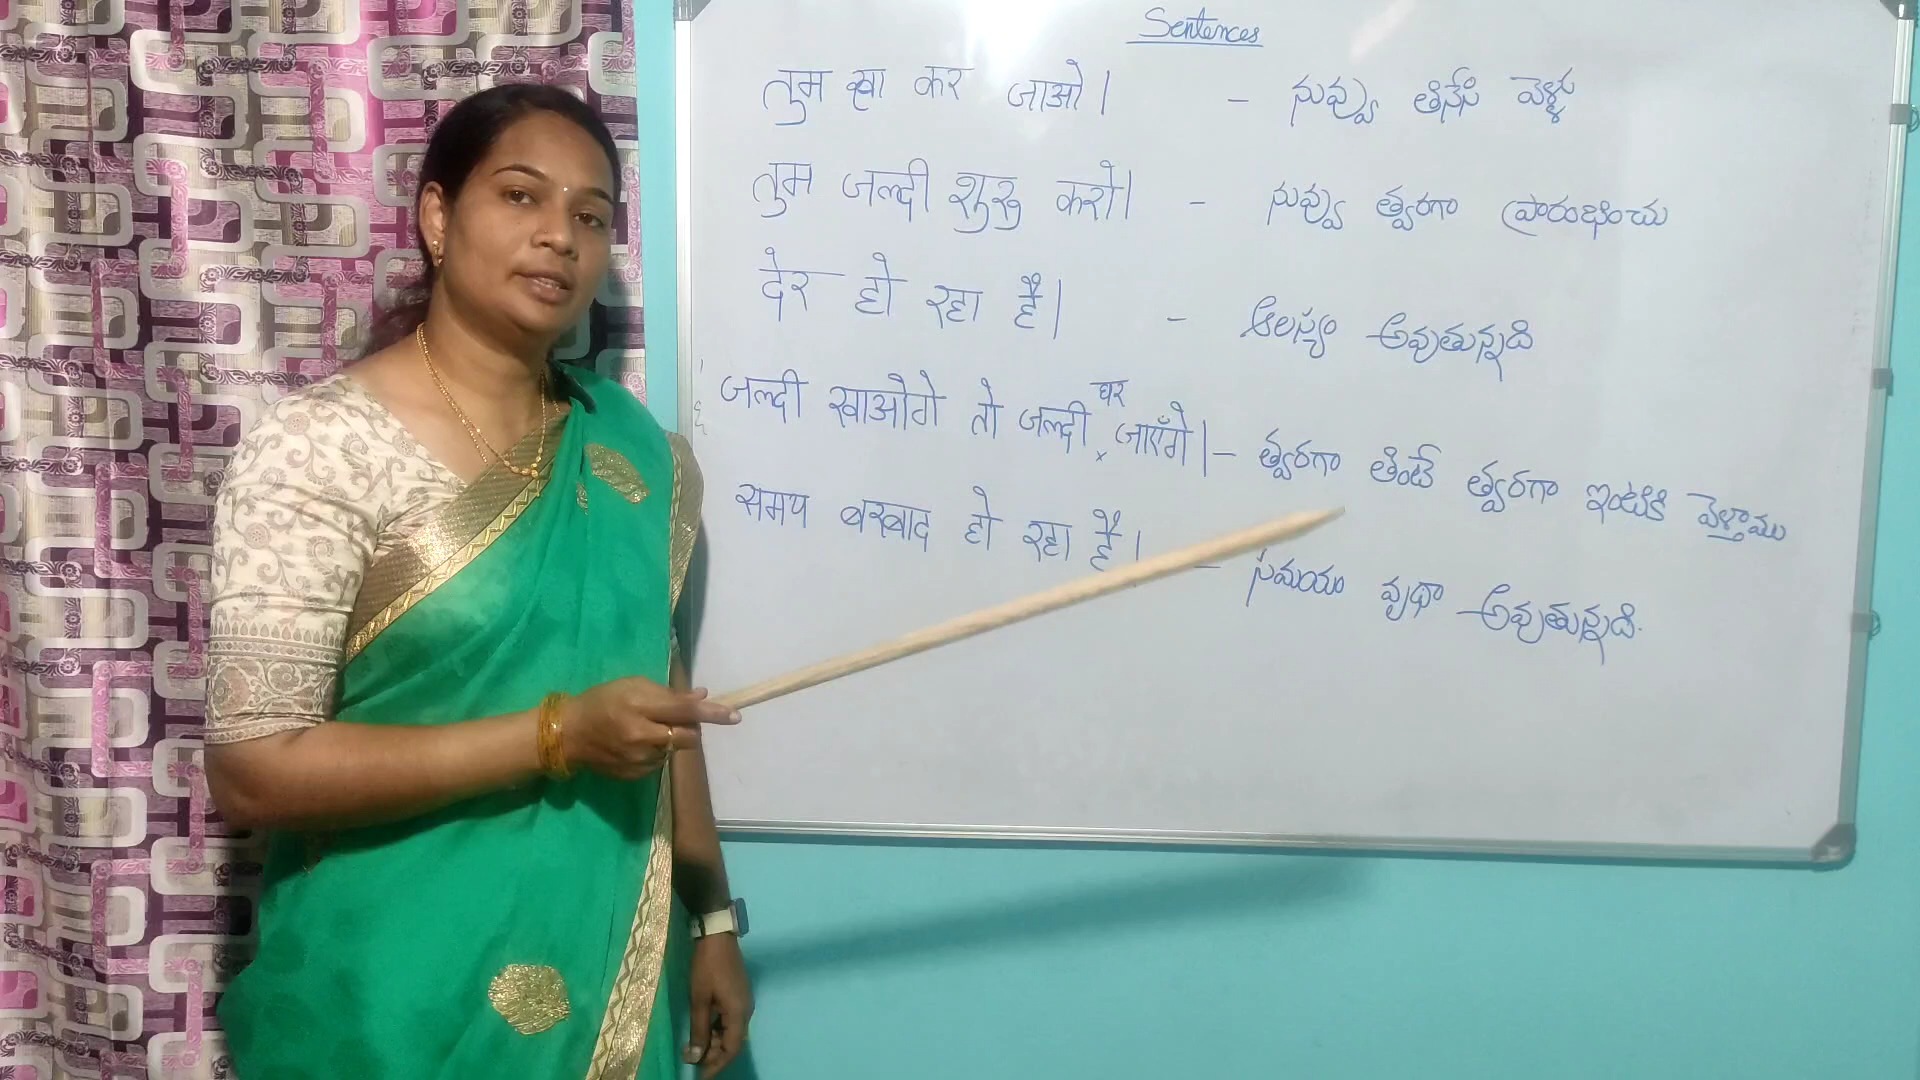 Sentences
तुम खा कर जाओ। - నువ్వు తినేసి వెళ్ళు
तुम जल्दी शुरु करो। - నువ్వు త్వరగా ప్రారంభించు
देर हो रहा है। - ఆలస్యం అవుతున్నది
जल्दी खाओगे तो जल्दी घर जाएँगे। - త్వరగా తింటే త్వరగా ఇంటికి వెళ్తాము
समय बरबाद हो रहा है। - సమయం వృథా అవుతున్నది.